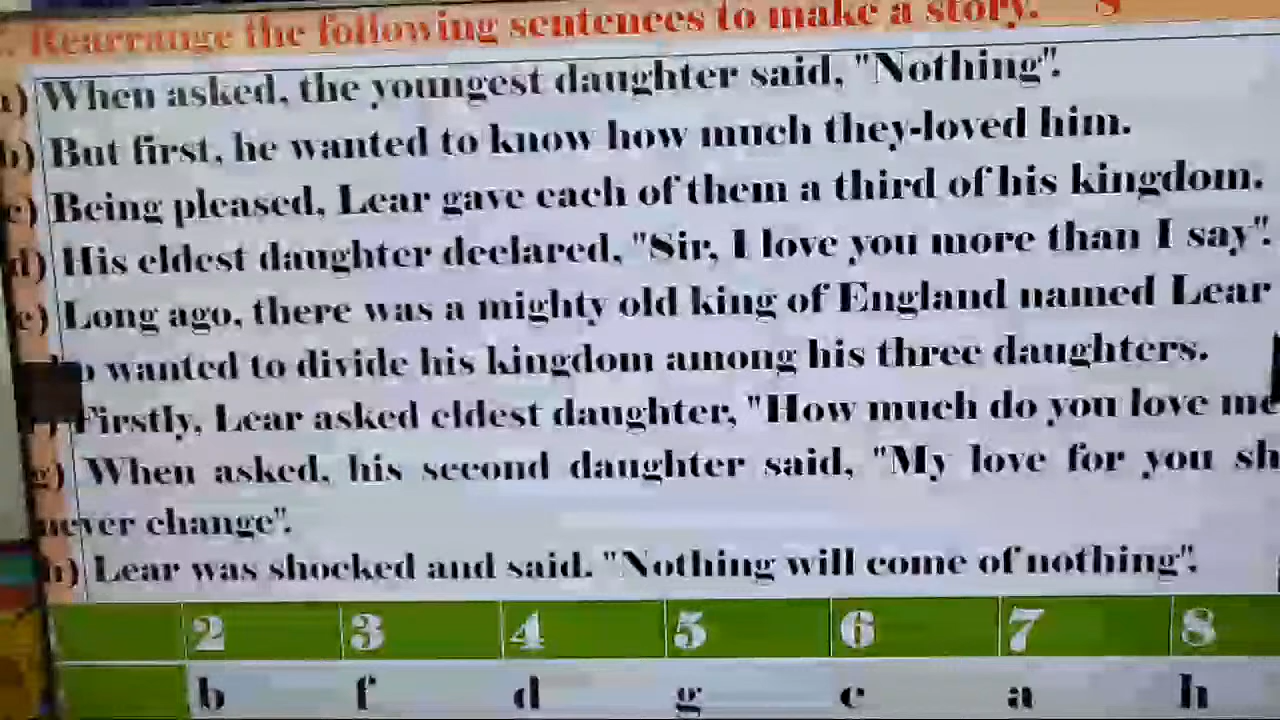 Rearrange the following sentences to make a story. 8
a) When asked, the youngest daughter said, "Nothing".
b) But first, he wanted to know how much they-loved him.
c) Being pleased, Lear gave each of them a third of his kingdom.
d) His eldest daughter declared, "Sir, I love you more than I say".
e) Long ago, there was a mighty old king of England named Lear
wanted to divide his kingdom among his three daughters.
Firstly, Lear asked eldest daughter, "How much do you love me
g) When asked, his second daughter said, "My love for you sh
never change".
h) Lear was shocked and said. "Nothing will come of nothing".
2 3 4 5 6 7 8
b f d g c a h